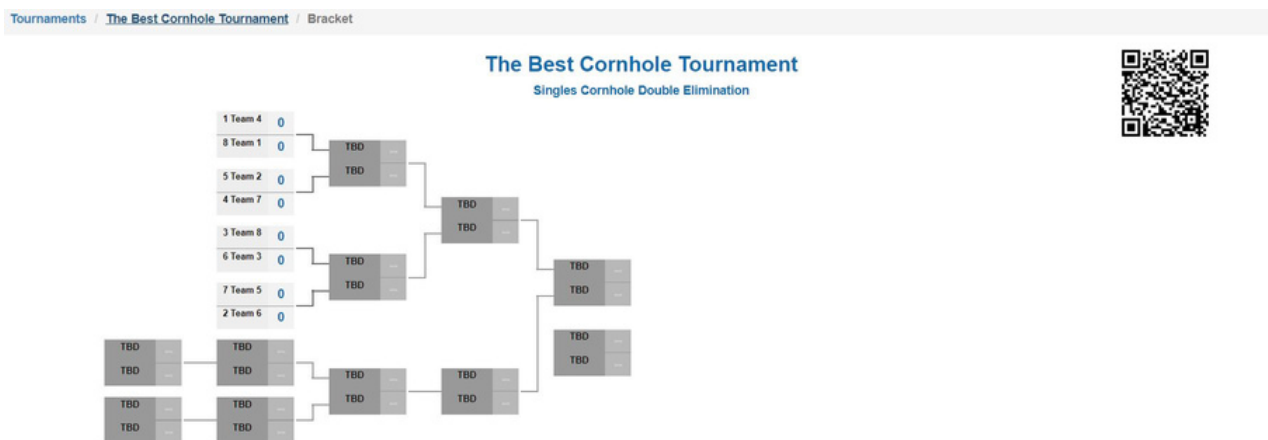 Tournaments / The Best Cornhole Tournament / Bracket
The Best Cornhole Tournament
Singles Cornhole Double Elimination
1 Team 4 0
8 Team 1 0
TBD ...
TBD ...
5 Team 2 0
4 Team 7 0
TBD ...
TBD ...
3 Team 8 0
6 Team 3 0
TBD ...
TBD ...
TBD ...
TBD ...
7 Team 5 0
2 Team 6 0
TBD ...
TBD ...
TBD ...
TBD ...
TBD ...
TBD ...
TBD ...
TBD ...
TBD ...
TBD ...
TBD ...
TBD ...
TBD ...
TBD ...